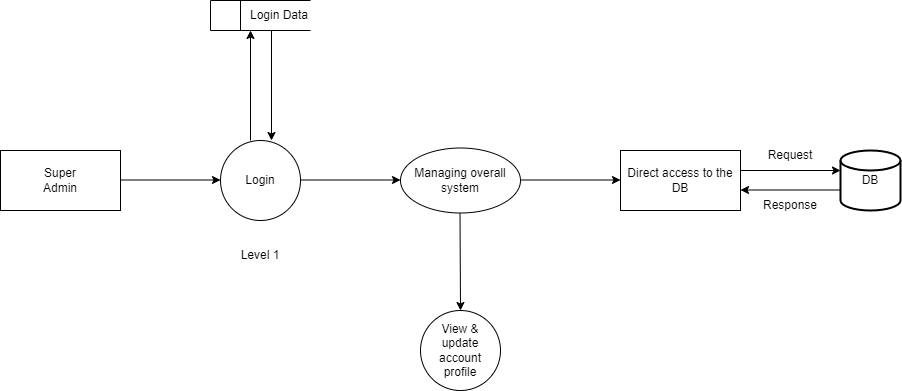 Login Data
Super
Admin
Login
Managing overall
system
Direct access to the
DB
Request
Response
DB
Level 1
View &
update
account
profile